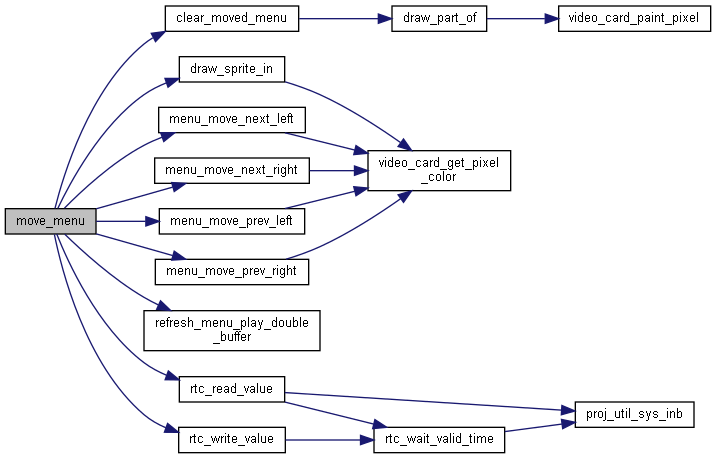 clear_moved_menu
draw_part_of
video_card_paint_pixel
draw_sprite_in
menu_move_next_left
video_card_get_pixel
_color
menu_move_next_right
move_menu
menu_move_prev_left
menu_move_prev_right
refresh_menu_play_double
_buffer
rtc_read_value
proj_util_sys_inb
rtc_write_value
rtc_wait_valid_time